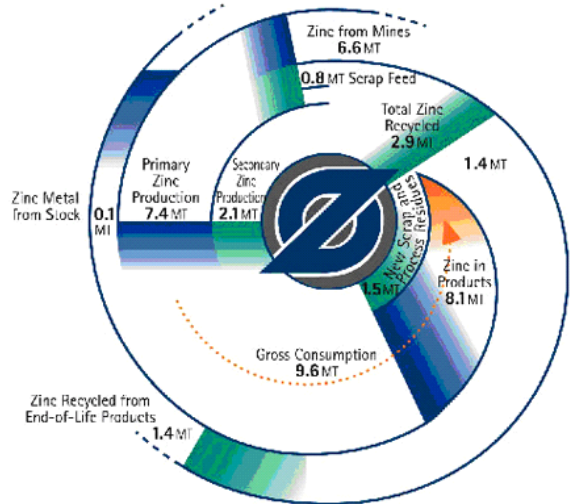 Zinc from Mines
6.6 MT
0.8 MT Scrap Feed
Total Zinc
Recycled
2.9 MT
1.4 MT
Primary
Zinc
Production
7.4 MT
Secondary
Zinc
Production
2.1 MT
Zinc Metal
from Stock
0.1
MT
New Scrap and
Process Residues
1.5 MT
Zinc in
Products
8.1 MT
Gross Consumption
9.6 MT
Zinc Recycled from
End-of-Life Products
1.4 MT